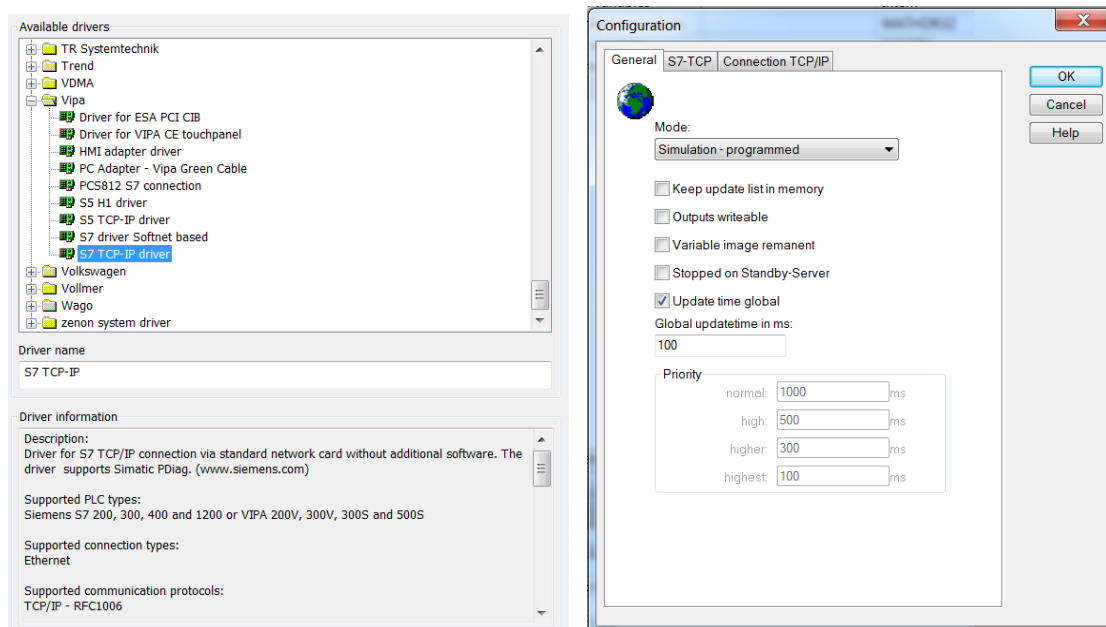 Available drivers
TR Systemtechnik
Trend
VDMA
Vipa
Driver for ESA PCI CIB
Driver for VIPA CE touchpanel
HMI adapter driver
PC Adapter - Vipa Green Cable
PCS812 S7 connection
S5 H1 driver
S5 TCP-IP driver
S7 driver Softnet based
S7 TCP-IP driver
Volkswagen
Vollmer
Wago
zenon system driver
Driver name
S7 TCP-IP
Driver information
Description:
Driver for S7 TCP/IP connection via standard network card without additional software. The
driver supports Simatic PDiag. (www.siemens.com)
Supported PLC types:
Siemens S7 200, 300, 400 and 1200 or VIPA 200V, 300V, 300S and 500S
Supported connection types:
Ethernet
Supported communication protocols:
TCP/IP - RFC1006
Configuration
General S7-TCP Connection TCP/IP
OK
Cancel
Help
Mode:
Simulation - programmed
Keep update list in memory
Outputs writeable
Variable image remanent
Stopped on Standby-Server
Update time global
Global updatetime in ms:
100
Priority
normal: 1000 ms
high: 500 ms
higher: 300 ms
highest: 100 ms